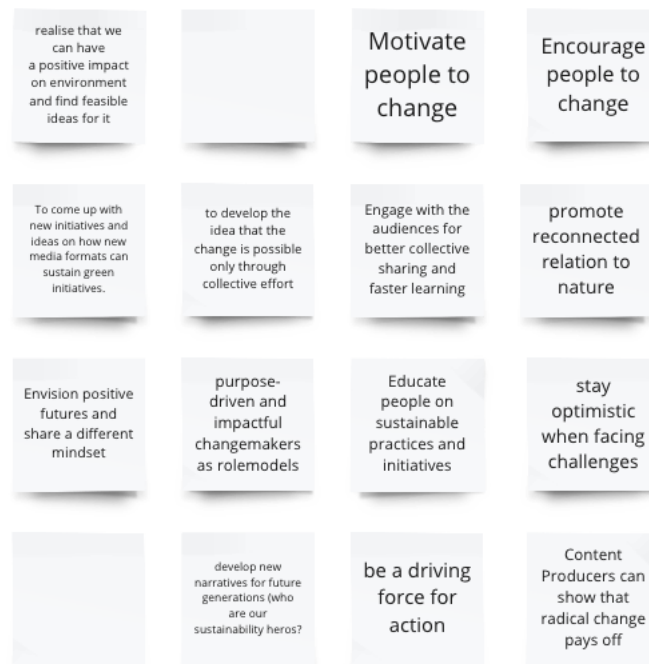 realise that we
can have
a positive impact
on environment
and find feasible
ideas for it
Motivate
people to
change
Encourage
people to
change
To come up with
new initiatives and
ideas on how new
media formats can
sustain green
initiatives.
to develop the
idea that the
change is possible
only through
collective effort
Engage with the
audiences for
better collective
sharing and
faster learning
promote
reconnected
relation to
nature
Envision positive
futures and
share a different
mindset
purpose-
driven and
impactful
changemakers
as rolemodels
Educate
people on
sustainable
practices and
initiatives
stay
optimistic
when facing
challenges
develop new
narratives for future
generations (who
are our
sustainability heros?
be a driving
force for
action
Content
Producers can
show that
radical change
pays off